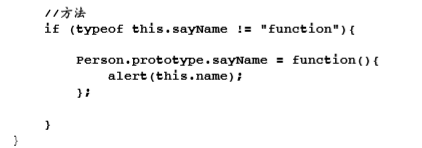 //方法
if (typeof this.sayName != "function"){
Person.prototype.sayName = function(){
alert(this.name);
};
}
}